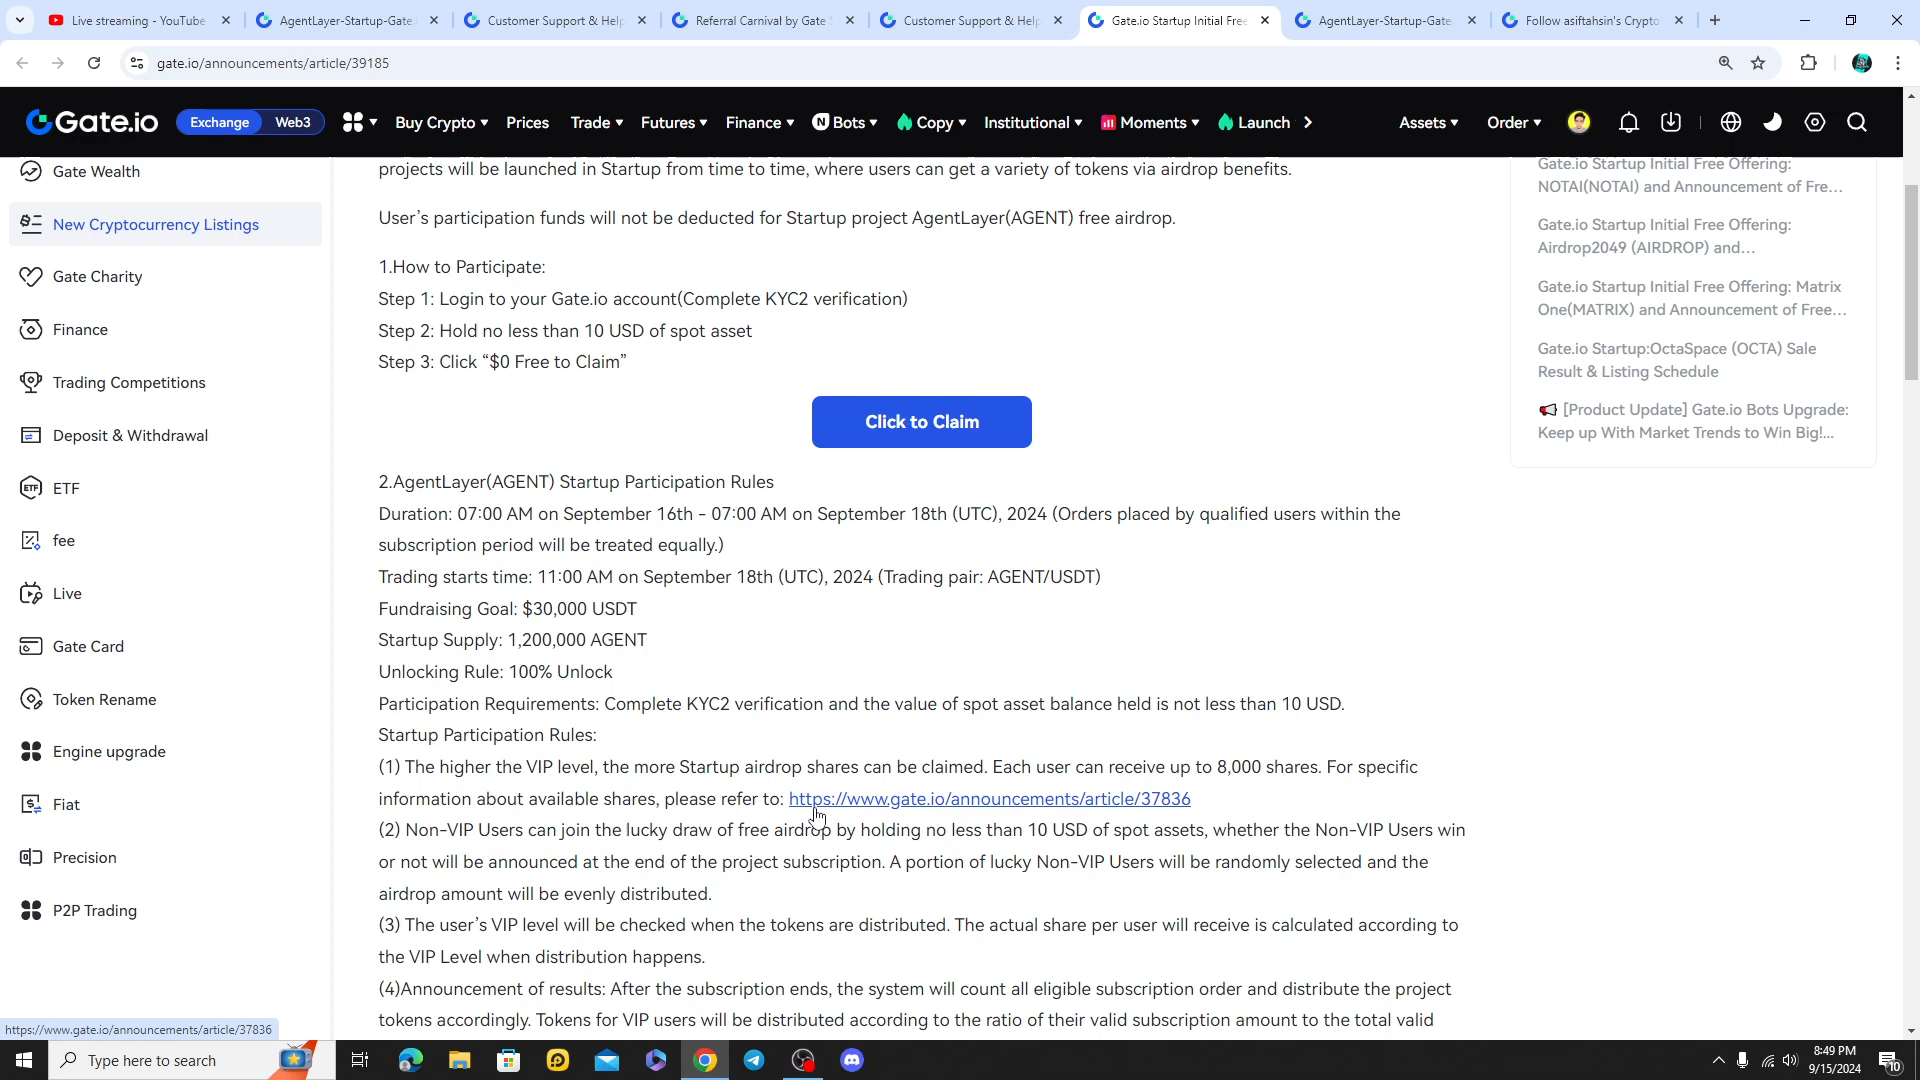 Live streaming - YouTube
AgentLayer-Startup-Gate.
Customer Support & Help
Referral Carnival by Gate
Customer Support & Help
Gate.io Startup Initial Free
AgentLayer-Startup-Gate
Follow asiftahsin's Crypto
gate.io/announcements/article/39185
Gate.io
Exchange
Web3
Buy Crypto
Prices
Trade
Futures
Finance
Bots
Copy
Institutional
Moments
Launch
Assets
Order
Gate Wealth
New Cryptocurrency Listings
Gate Charity
Finance
Trading Competitions
Deposit & Withdrawal
ETF
ETF
fee
Live
Gate Card
Token Rename
Engine upgrade
Fiat
Precision
P2P Trading
projects will be launched in Startup from time to time, where users can get a variety of tokens via airdrop benefits.
User's participation funds will not be deducted for Startup project AgentLayer(AGENT) free airdrop.
1.How to Participate:
Step 1: Login to your Gate.io account(Complete KYC2 verification)
Step 2: Hold no less than 10 USD of spot asset
Step 3: Click “$0 Free to Claim”
Click to Claim
2.AgentLayer(AGENT) Startup Participation Rules
Duration: 07:00 AM on September 16th - 07:00 AM on September 18th (UTC), 2024 (Orders placed by qualified users within the
subscription period will be treated equally.)
Trading starts time: 11:00 AM on September 18th (UTC), 2024 (Trading pair: AGENT/USDT)
Fundraising Goal: $30,000 USDT
Startup Supply: 1,200,000 AGENT
Unlocking Rule: 100% Unlock
Participation Requirements: Complete KYC2 verification and the value of spot asset balance held is not less than 10 USD.
Startup Participation Rules:
(1) The higher the VIP level, the more Startup airdrop shares can be claimed. Each user can receive up to 8,000 shares. For specific
information about available shares, please refer to: https://www.gate.io/announcements/article/37836
(2) Non-VIP Users can join the lucky draw of free airdrop by holding no less than 10 USD of spot assets, whether the Non-VIP Users win
or not will be announced at the end of the project subscription. A portion of lucky Non-VIP Users will be randomly selected and the
airdrop amount will be evenly distributed.
(3) The user's VIP level will be checked when the tokens are distributed. The actual share per user will receive is calculated according to
the VIP Level when distribution happens.
(4)Announcement of results: After the subscription ends, the system will count all eligible subscription order and distribute the project
tokens accordingly. Tokens for VIP users will be distributed according to the ratio of their valid subscription amount to the total valid
Gate.io Startup Initial Free Offering:
NOTAI(NOTAI) and Announcement of Fre...
Gate.io Startup Initial Free Offering:
Airdrop2049 (AIRDROP) and...
Gate.io Startup Initial Free Offering: Matrix
One(MATRIX) and Announcement of Free...
Gate.io Startup:OctaSpace (OCTA) Sale
Result & Listing Schedule
[Product Update] Gate.io Bots Upgrade:
Keep up With Market Trends to Win Big!...
https://www.gate.io/announcements/article/37836
Type here to search
8:49 PM
9/15/2024
10